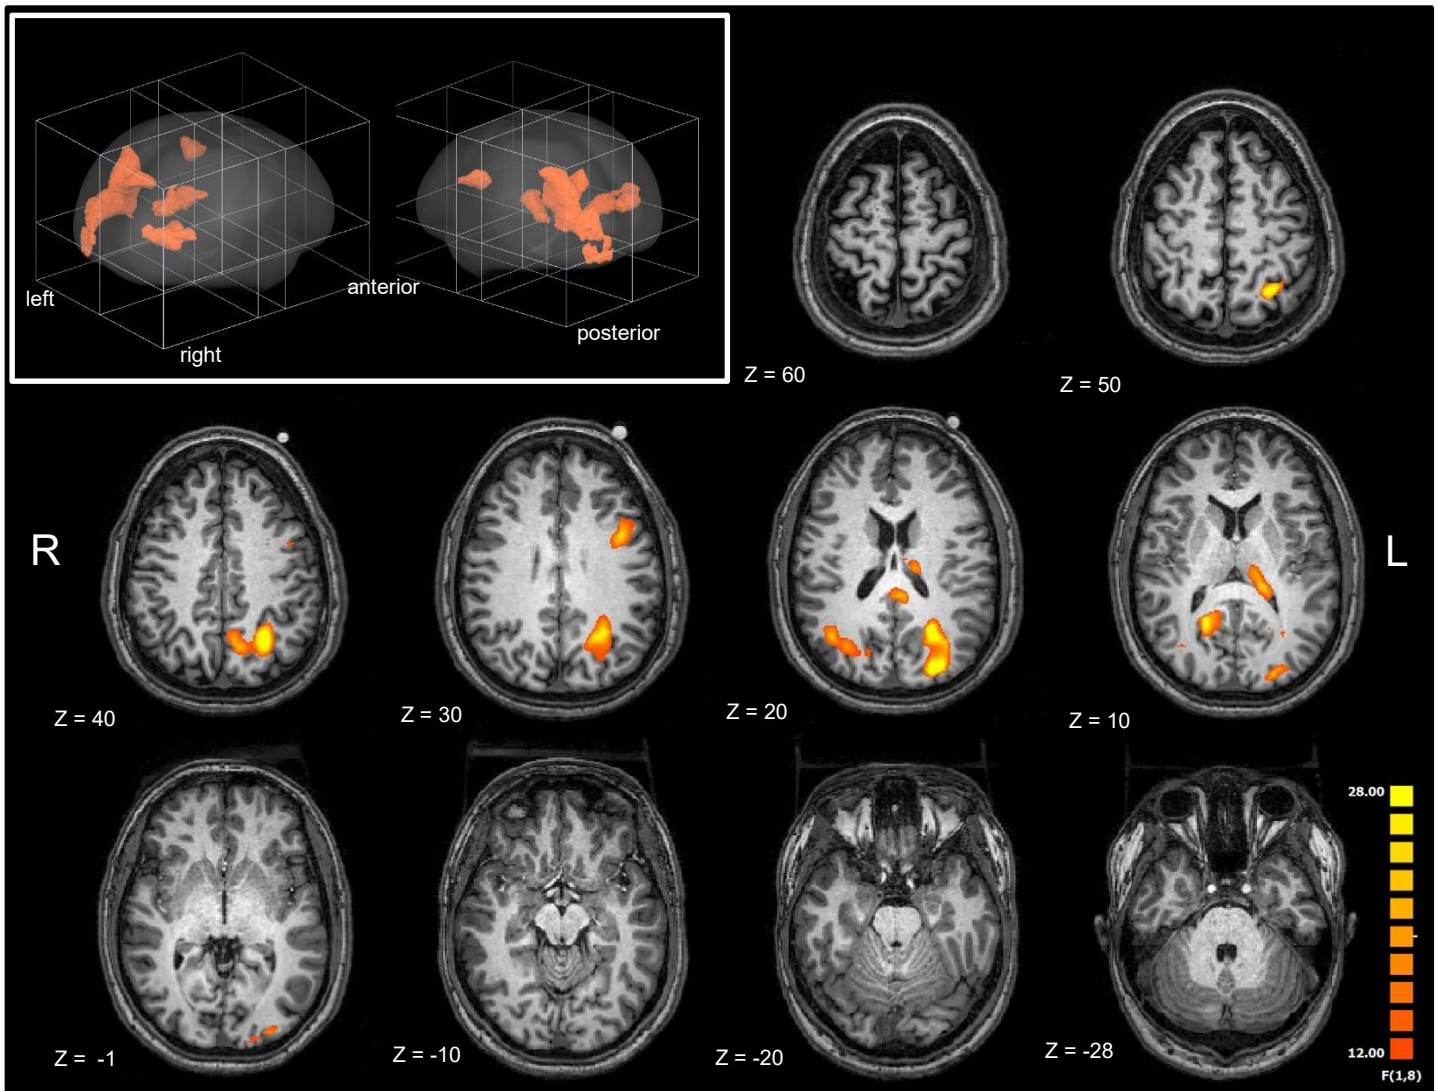 left
anterior
right
posterior
Z = 60
Z = 50
R
L
Z = 40
Z = 30
Z = 20
Z = 10
28.00
12.00
F(1,8)
Z = -1
Z = -10
Z = -20
Z = -28